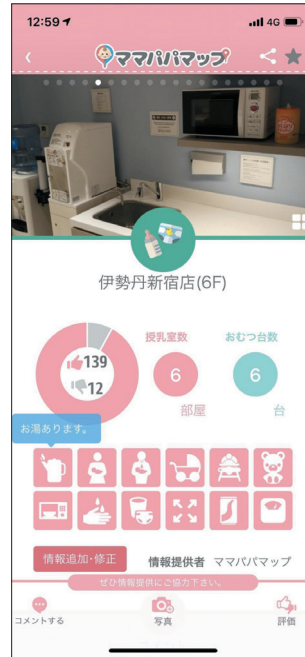 12:59
4G
ママパパマップ
伊勢丹新宿店(6F)
139
12
授乳室数
6
部屋
おむつ台数
6
台
お湯あります。
情報追加・修正
情報提供者 ママパパマップ
ぜひ情報提供にご協力下さい。
コメントする
写真
評価